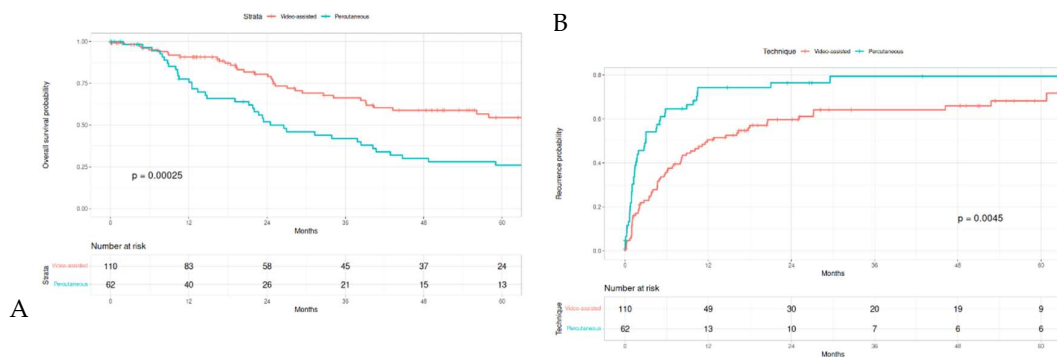 Strata Video-assisted Percutaneous
Overall survival probability
1.00
0.75
0.50
0.25
0.00
p = 0.00025
0 12 24 36 48 60
Months
Number at risk
Strata
Video-assisted 110 83 58 45 37 24
Percutaneous 62 40 26 21 15 13
0 12 24 36 48 60
Months
A
B
Technique Video-assisted Percutaneous
Recurrence probability
0.8
0.6
0.4
0.2
0.0
p = 0.0045
0 12 24 36 48 60
Months
Number at risk
Technique
Video-assisted 110 49 30 20 19 9
Percutaneous 62 13 10 7 6 6
0 12 24 36 48 60
Months